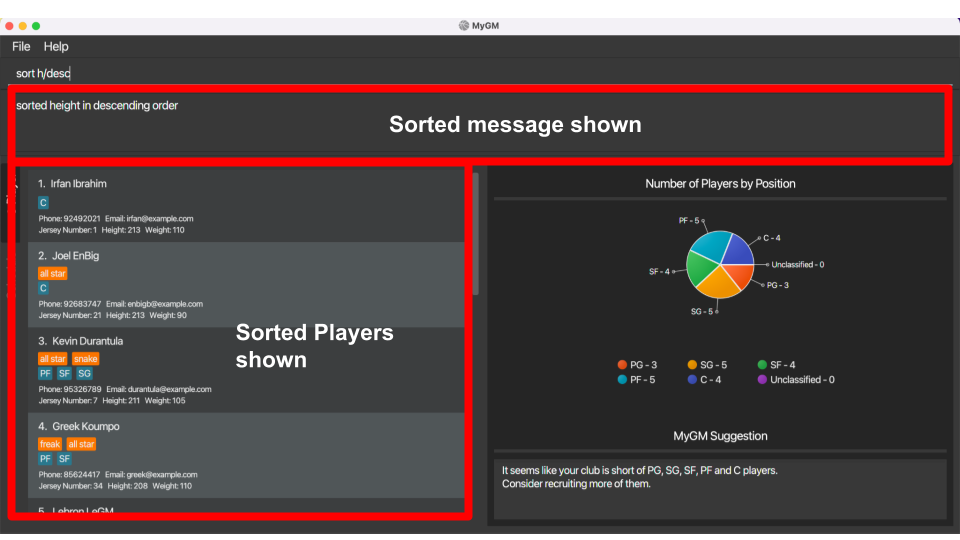 MyGM
File Help
sort h/desc
sorted height in descending order
Sorted message shown
1. Irfan Ibrahim
C
Phone: 92492021 Email: irfan@example.com
Jersey Number: 1 Height: 213 Weight: 110
2. Joel EnBig
all star
C
Phone: 92683747 Email: enbigb@example.com
Jersey Number: 21 Height: 213 Weight: 90
Sorted Players
shown
3. Kevin Durantula
all star snake
PF SF SG
Phone: 95326789 Email: durantula@example.com
Jersey Number: 7 Height: 211 Weight: 105
4. Greek Koumpo
freak all star
PF SF
Phone: 85624417 Email: greek@example.com
Jersey Number: 34 Height: 208 Weight: 110
5. Lebron LeGM
Number of Players by Position
PF - 5
C - 4
SF - 4
Unclassified - 0
PG - 3
SG - 5
PG - 3 SG - 5 SF - 4
PF - 5 C - 4 Unclassified - 0
MyGM Suggestion
It seems like your club is short of PG, SG, SF, PF and C players.
Consider recruiting more of them.